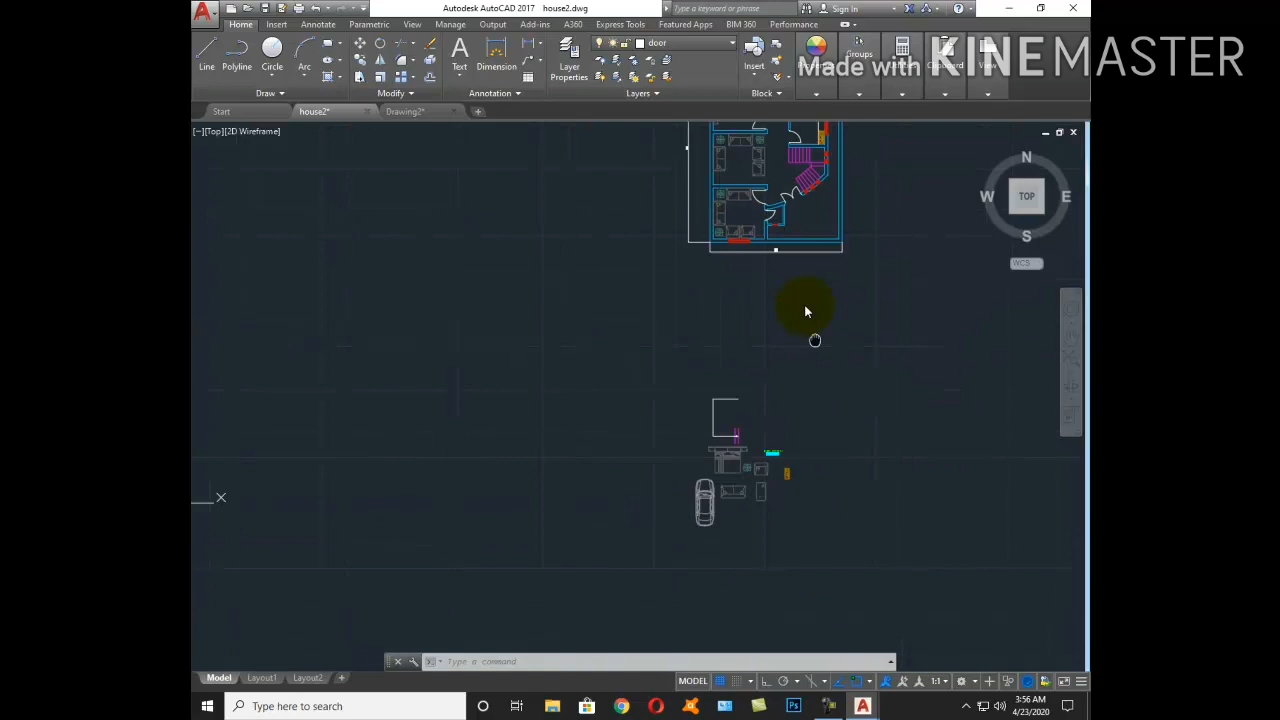 Autodesk AutoCAD 2017 house2.dwg
Type a keyword or phrase
Sign In
Home Insert Annotate Parametric View Manage Output Add-ins A360 Express Tools Featured Apps BIM 360 Performance
door
Line Polyline Circle Arc Text Dimension Layer Properties Insert Groups
Made with KINEMASTER
Draw Modify Annotation Layers Block
Start house2* Drawing2*
[−][Top][2D Wireframe]
N
W TOP E
S
WCS
X
Type a command
Model Layout1 Layout2 MODEL 1:1
Type here to search
3:56 AM
4/23/2020